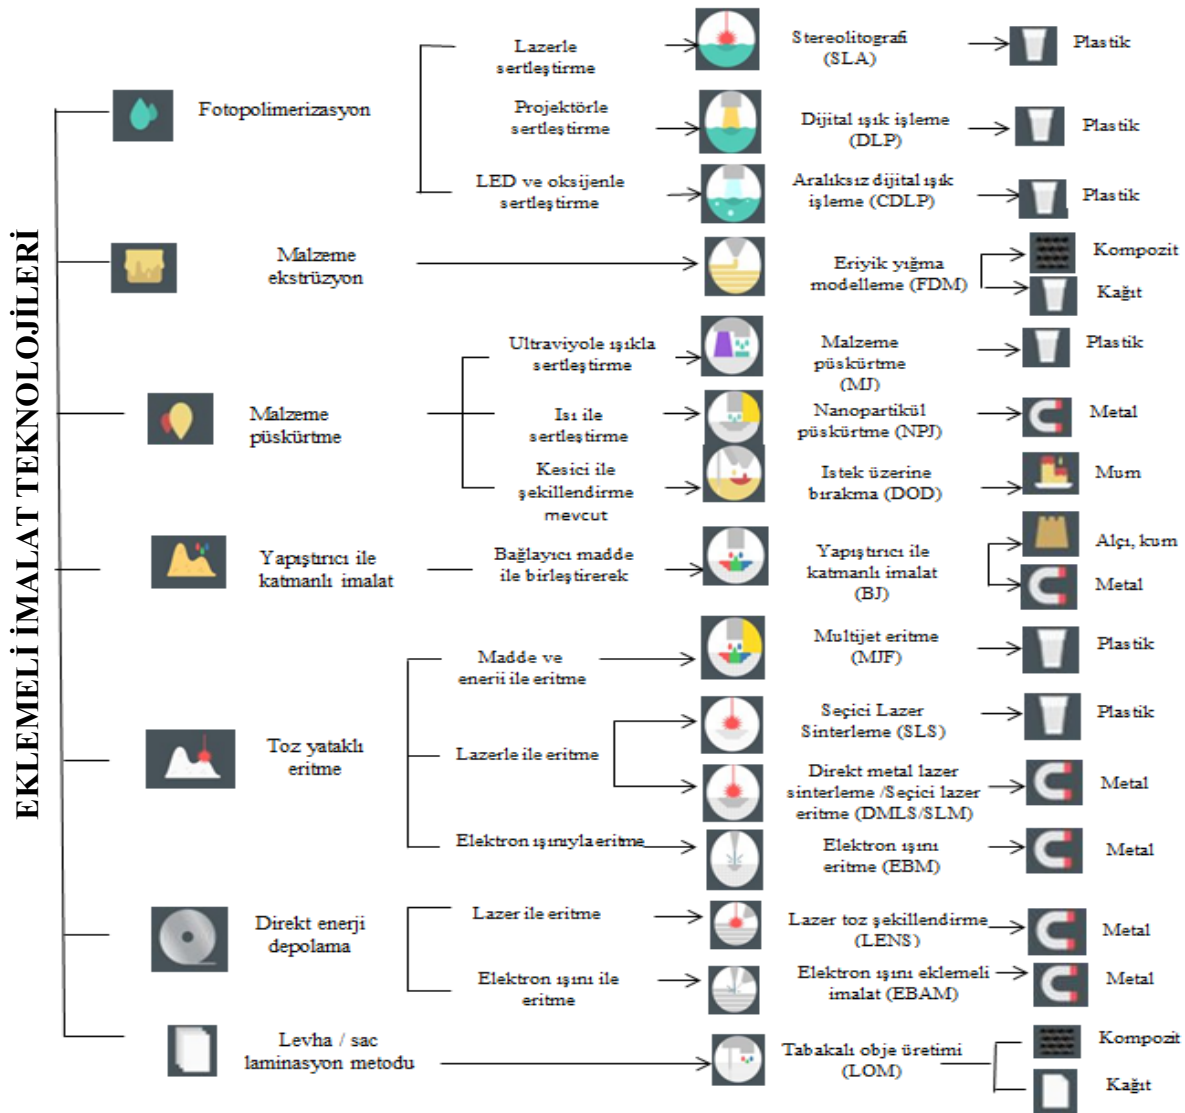 EKLEMELİ İMALAT TEKNOLOJİLERİ
Fotopolimerizasyon
Lazerle
sertleştirme
Stereolitografi
(SLA)
Plastik
Projektörle
sertleştirme
Dijital ışık işleme
(DLP)
Plastik
LED ve oksijenle
sertleştirme
Aralıksız dijital ışık
işleme (CDLP)
Plastik
Malzeme
ekstrüzyon
Eriyik yığma
modelleme (FDM)
Kompozit
Kağıt
Malzeme
püskürtme
Ultraviyole ışıkla
sertleştirme
Malzeme
püskürtme
(MJ)
Plastik
Isı ile
sertleştirme
Nanopartikül
püskürtme (NPJ)
Metal
Kesici ile
şekillendirme
mevcut
Istek üzerine
bırakma (DOD)
Mum
Yapıştırıcı ile
katmanlı imalat
Bağlayıcı madde
ile birleştirerek
Yapıştırıcı ile
katmanlı imalat
(BJ)
Alçı, kum
Metal
Toz yataklı
eritme
Madde ve
enerji ile eritme
Multijet eritme
(MJF)
Plastik
Lazerle ile eritme
Seçici Lazer
Sinterleme (SLS)
Plastik
Direkt metal lazer
sinterleme /Seçici lazer
eritme (DMLS/SLM)
Metal
Elektron ışınıyla eritme
Elektron ışını
eritme (EBM)
Metal
Direkt enerji
depolama
Lazer ile eritme
Lazer toz şekillendirme
(LENS)
Metal
Elektron ışını ile
eritme
Elektron ışını eklemeli
imalat (EBAM)
Metal
Levha / sac
laminasyon metodu
Tabakalı obje üretimi
(LOM)
Kompozit
Kağıt